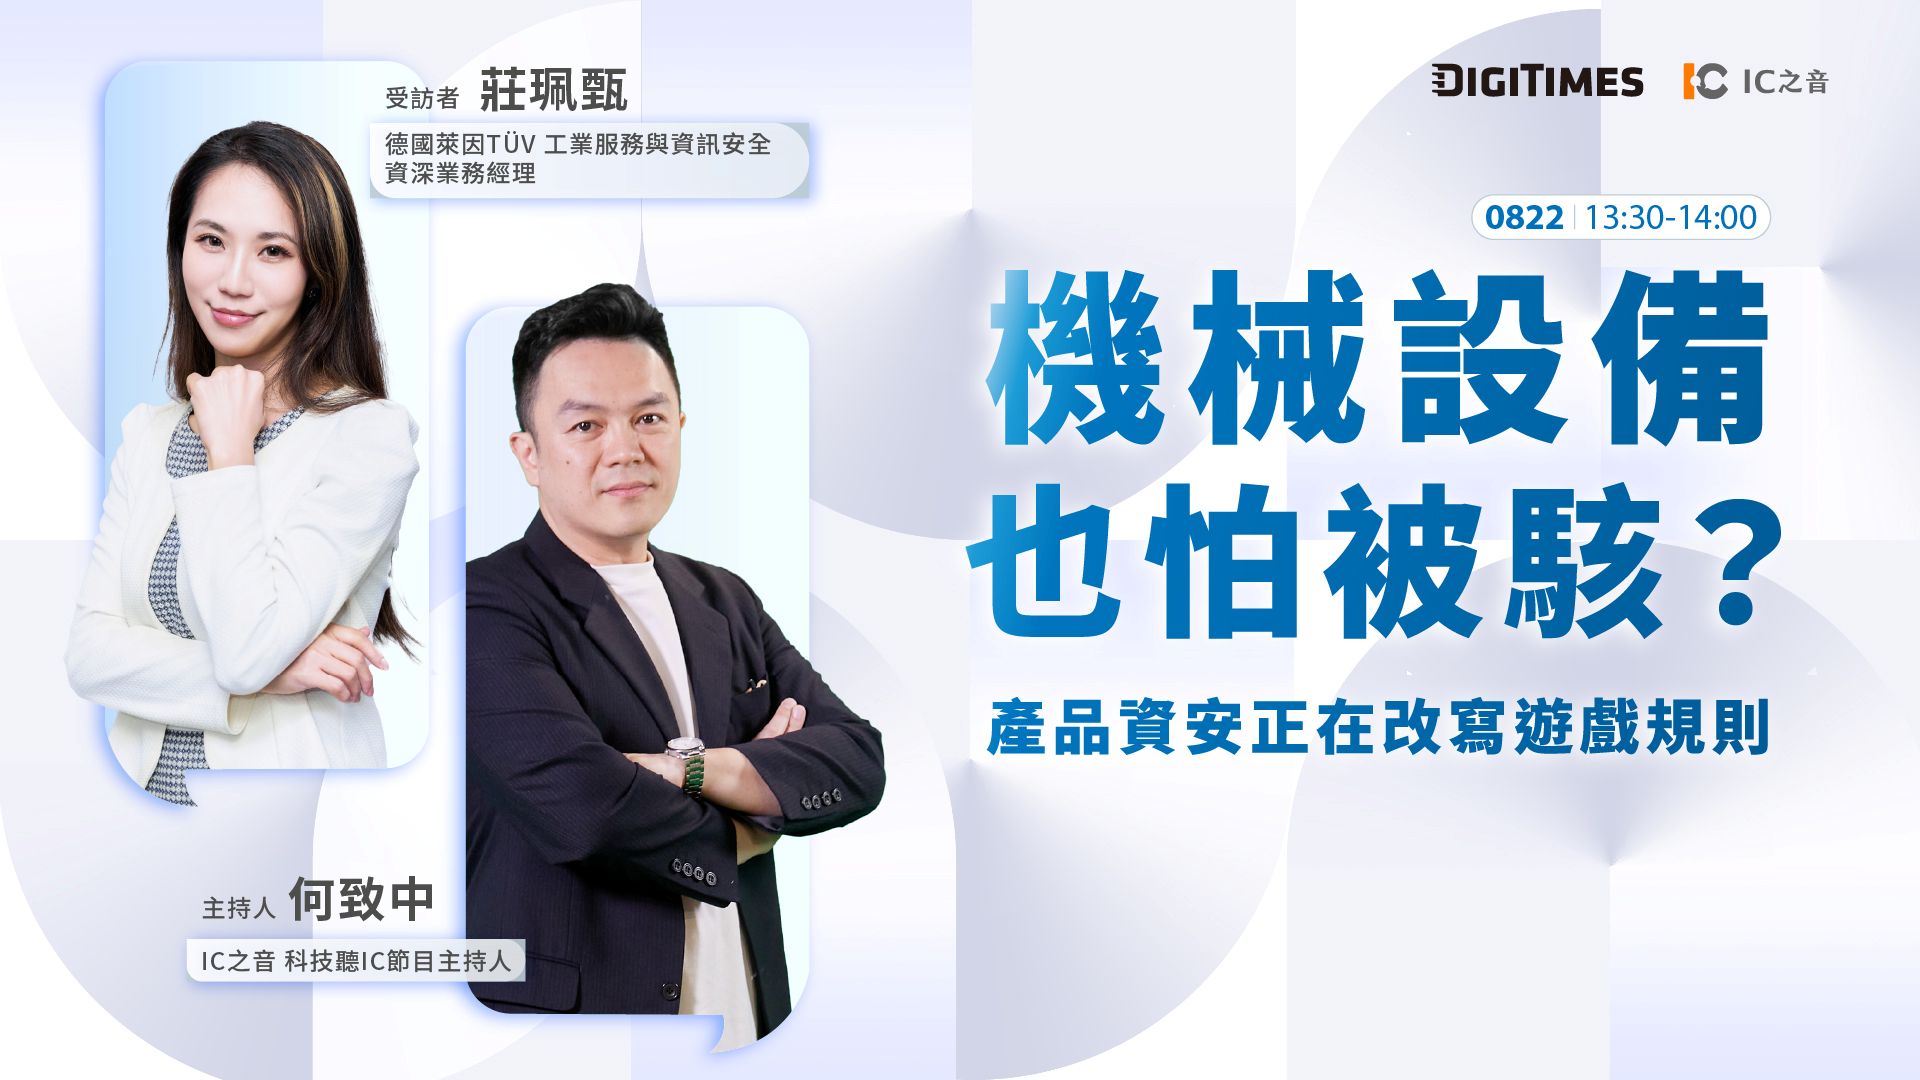 受訪者 莊珮甄
德國萊因TÜV 工業服務與資訊安全
資深業務經理
DIGITIMES IC IC之音
0822 | 13:30-14:00
機械設備
也怕被駭?
產品資安正在改寫遊戲規則
主持人 何致中
IC之音 科技聽IC節目主持人